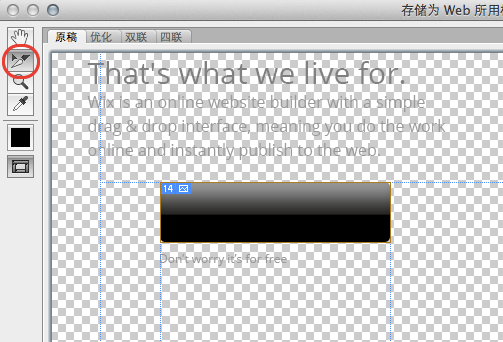 存储为 Web 所用
原稿 优化 双联 四联
That's what we live for.
Wix is an online website builder with a simple
drag & drop interface, meaning you do the work
online and instantly publish to the web.
14
Don't worry it's for free